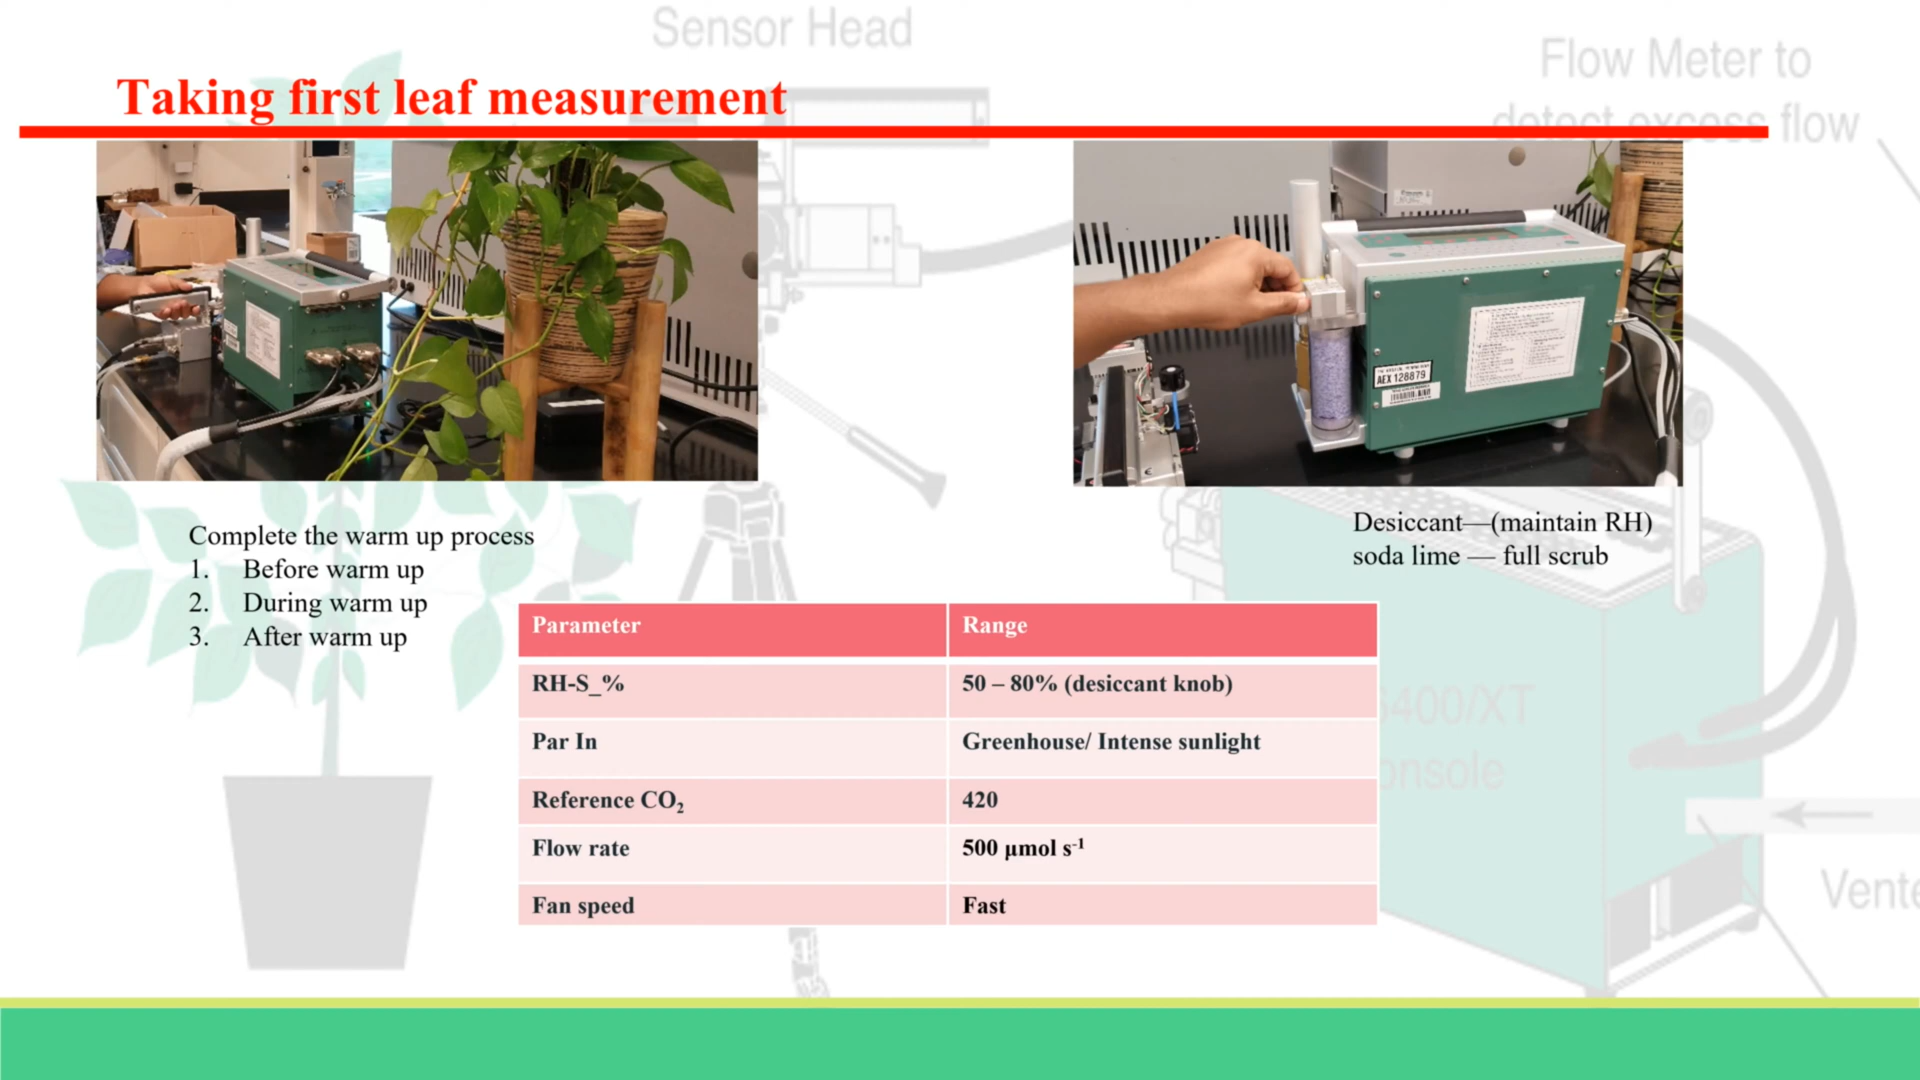 Sensor Head
Flow Meter to
detect excess flow
Taking first leaf measurement
AEX 128879
Complete the warm up process
1. Before warm up
2. During warm up
3. After warm up
Desiccant—(maintain RH)
soda lime — full scrub
Parameter Range
RH-S_% 50 – 80% (desiccant knob)
Par In Greenhouse/ Intense sunlight
Reference CO₂ 420
Flow rate 500 µmol s⁻¹
Fan speed Fast
6400/XT
onsole
Vente